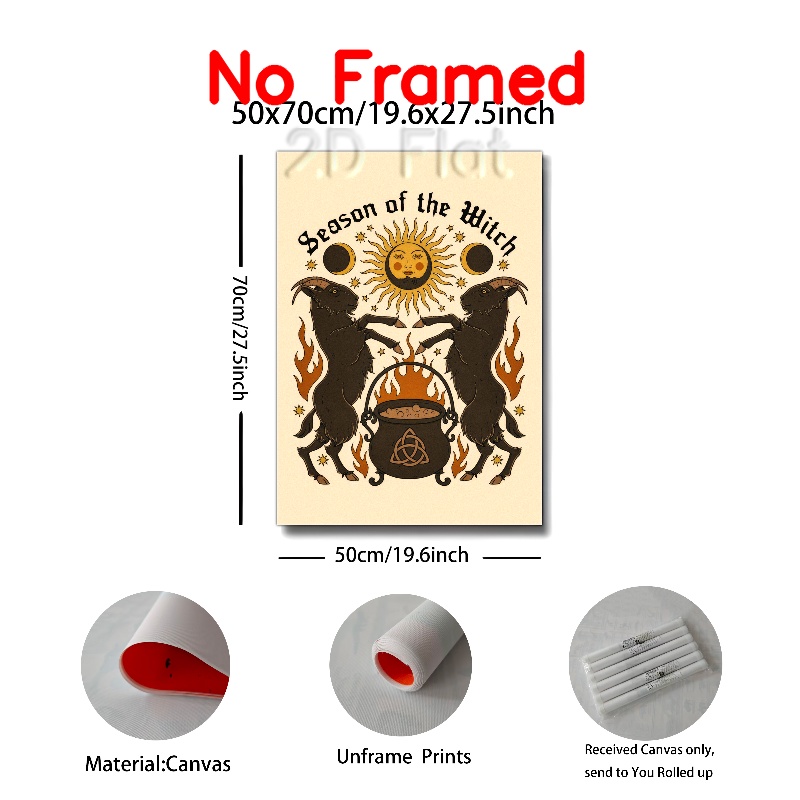 No Framed
50x70cm/19.6x27.5inch
2D Flat
Season of the Witch
70cm/27.5inch
50cm/19.6inch
Material:Canvas
Unframe Prints
Received Canvas only,
send to You Rolled up